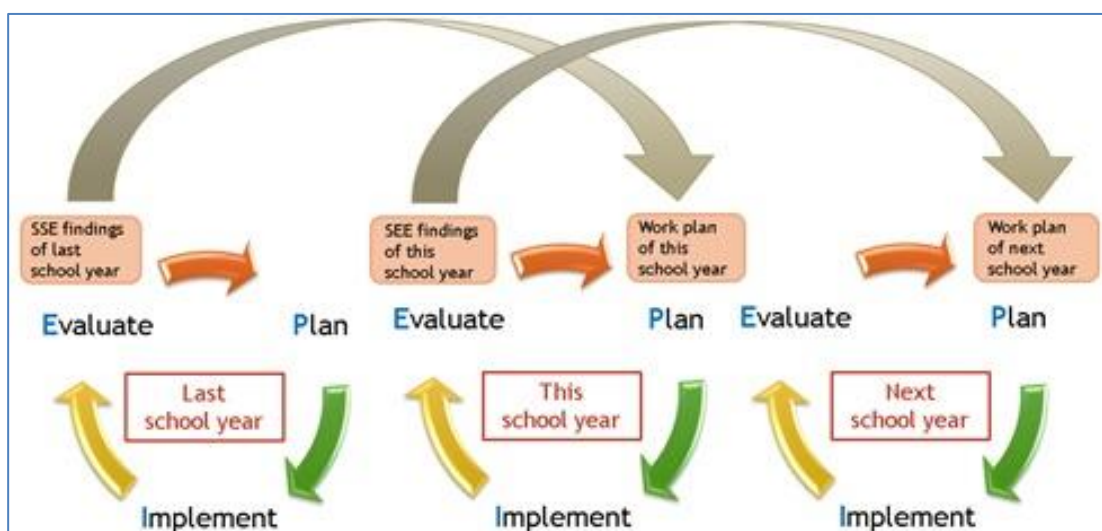 SSE findings
of last
school year
SEE findings
of this
school year
Work plan
of this
school year
Work plan
of next
school year
Evaluate
Plan
Evaluate
Plan
Evaluate
Plan
Last
school year
This
school year
Next
school year
Implement
Implement
Implement